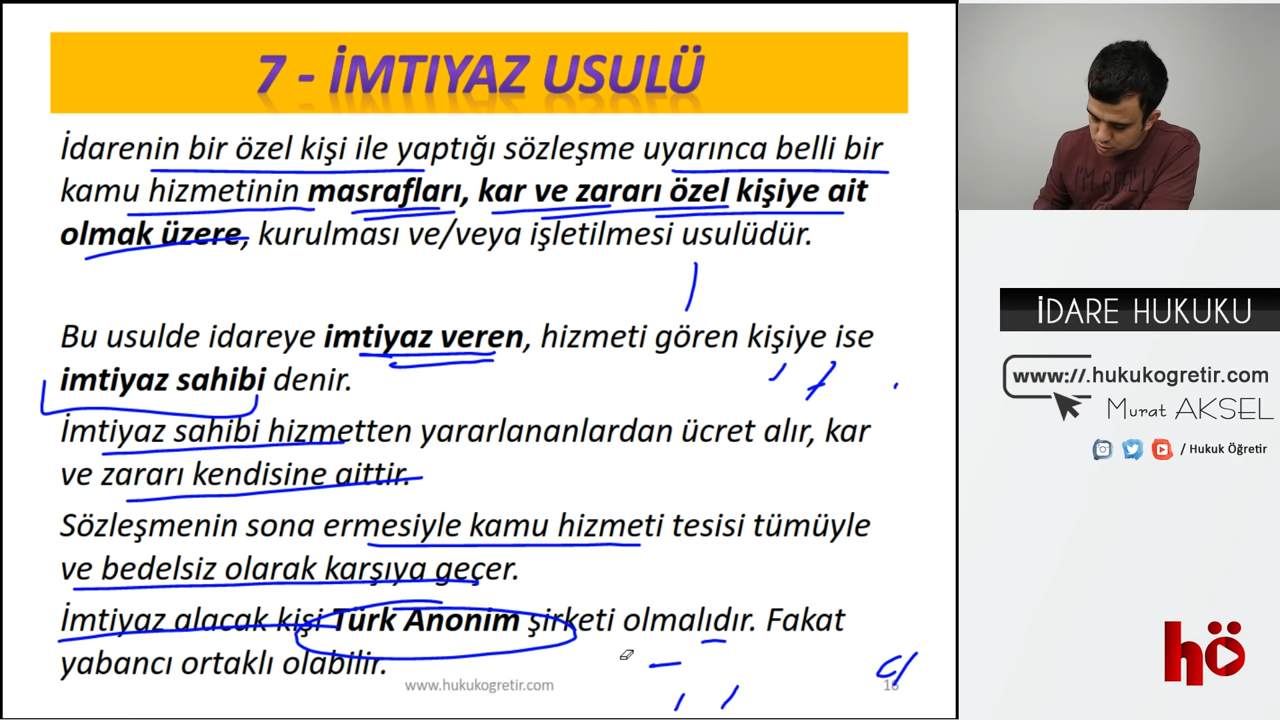 7 - İMTIYAZ USULÜ
İdarenin bir özel kişi ile yaptığı sözleşme uyarınca belli bir
kamu hizmetinin masrafları, kar ve zararı özel kişiye ait
olmak üzere, kurulması ve/veya işletilmesi usulüdür.
Bu usulde idareye imtiyaz veren, hizmeti gören kişiye ise
imtiyaz sahibi denir.
İmtiyaz sahibi hizmetten yararlananlardan ücret alır, kar
ve zararı kendisine aittir.
Sözleşmenin sona ermesiyle kamu hizmeti tesisi tümüyle
ve bedelsiz olarak karşıya geçer.
İmtiyaz alacak kişi Türk Anonim şirketi olmalıdır. Fakat
yabancı ortaklı olabilir.
www.hukukogretir.com
I'M REALLY
İDARE HUKUKU
www://.hukukogretir.com
Murat AKSEL
/ Hukuk Öğretir
hö